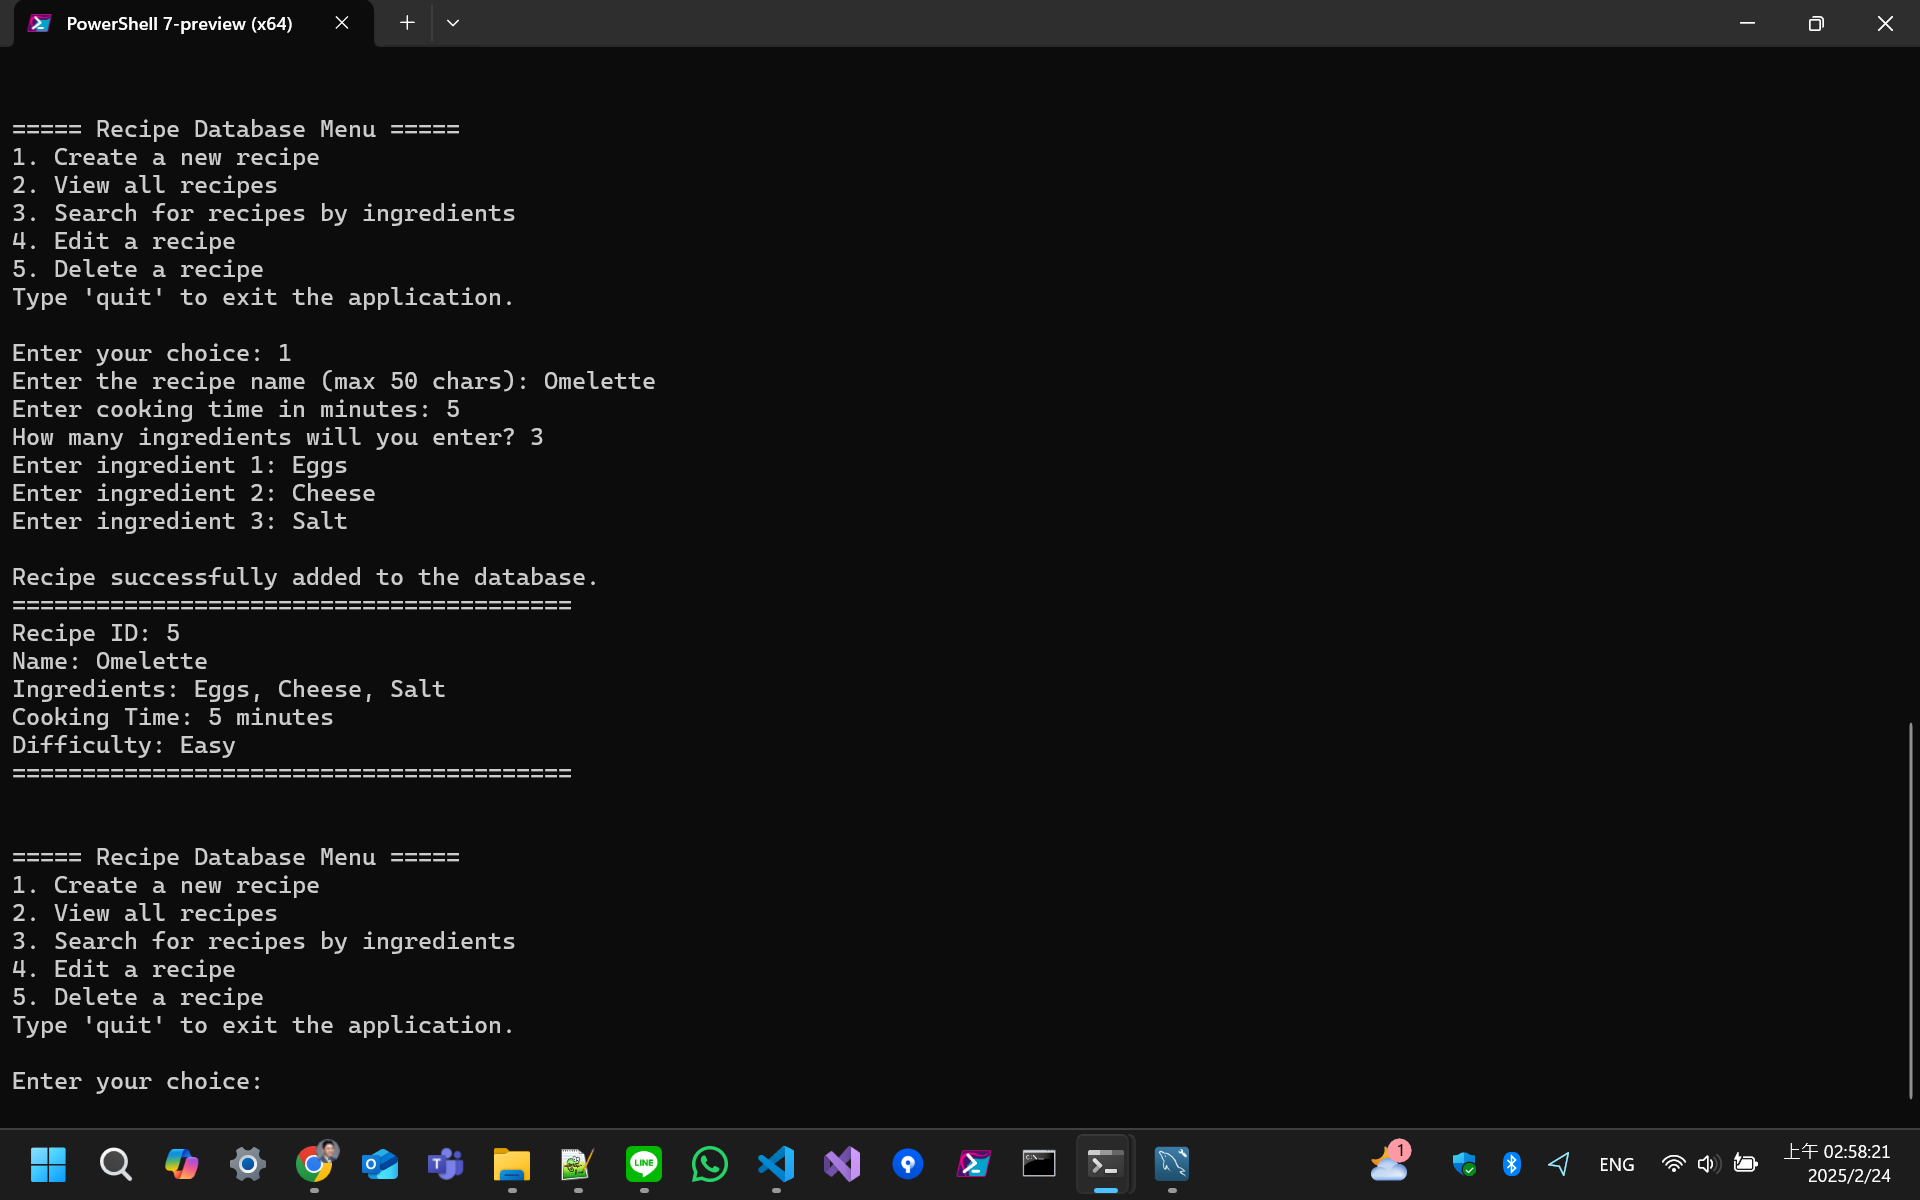 PowerShell 7-preview (x64)
===== Recipe Database Menu =====
1. Create a new recipe
2. View all recipes
3. Search for recipes by ingredients
4. Edit a recipe
5. Delete a recipe
Type 'quit' to exit the application.
Enter your choice: 1
Enter the recipe name (max 50 chars): Omelette
Enter cooking time in minutes: 5
How many ingredients will you enter? 3
Enter ingredient 1: Eggs
Enter ingredient 2: Cheese
Enter ingredient 3: Salt
Recipe successfully added to the database.
========================================
Recipe ID: 5
Name: Omelette
Ingredients: Eggs, Cheese, Salt
Cooking Time: 5 minutes
Difficulty: Easy
========================================
===== Recipe Database Menu =====
1. Create a new recipe
2. View all recipes
3. Search for recipes by ingredients
4. Edit a recipe
5. Delete a recipe
Type 'quit' to exit the application.
Enter your choice:
LINE
1
ENG
上午 02:58:21
2025/2/24